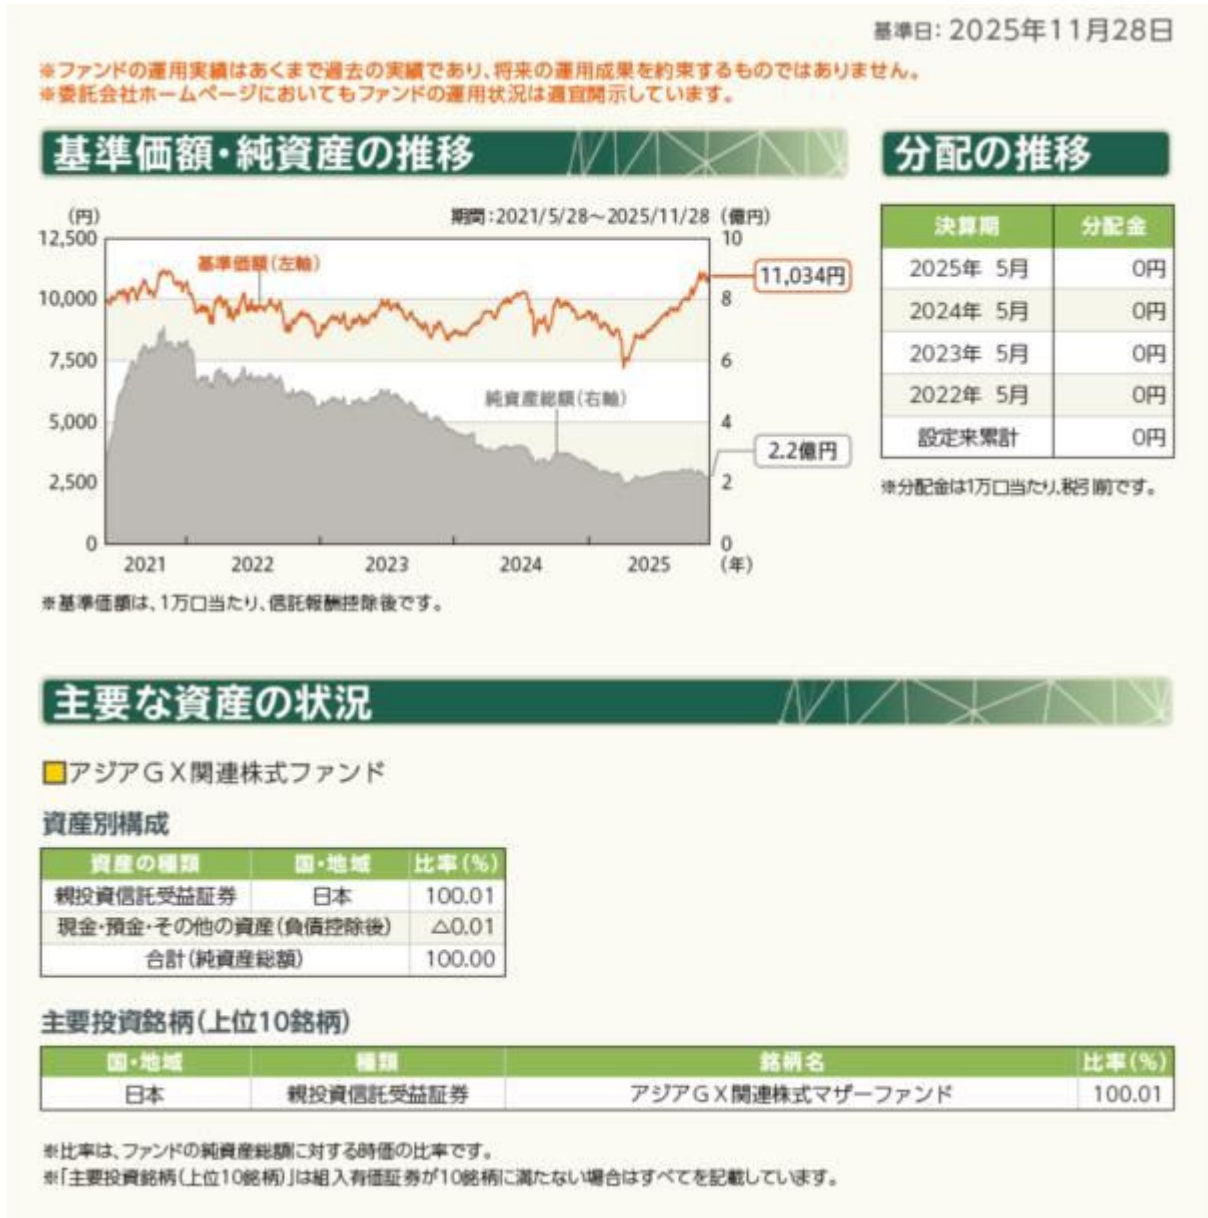 基準日：2025年11月28日
※ファンドの運用実績はあくまで過去の実績であり、将来の運用成果を約束するものではありません。
※委託会社ホームページにおいてもファンドの運用状況は適宜開示しています。
基準価額・純資産の推移
(円)
期間：2021/5/28～2025/11/28
(億円)
12,500
10,000
7,500
5,000
2,500
0
10
8
6
4
2
0
基準価額(左軸)
純資産総額(右軸)
11,034円
2.2億円
2021 2022 2023 2024 2025 (年)
※基準価額は、1万口当たり、信託報酬控除後です。
分配の推移
決算期 分配金
2025年 5月 0円
2024年 5月 0円
2023年 5月 0円
2022年 5月 0円
設定来累計 0円
※分配金は1万口当たり、税引前です。
主要な資産の状況
アジアＧＸ関連株式ファンド
資産別構成
資産の種類 国・地域 比率(%)
親投資信託受益証券 日本 100.01
現金・預金・その他の資産(負債控除後) △0.01
合計(純資産総額) 100.00
主要投資銘柄(上位10銘柄)
国・地域 種類 銘柄名 比率(%)
日本 親投資信託受益証券 アジアＧＸ関連株式マザーファンド 100.01
※比率は、ファンドの純資産総額に対する時価の比率です。
※「主要投資銘柄(上位10銘柄)」は組入有価証券が10銘柄に満たない場合はすべてを記載しています。